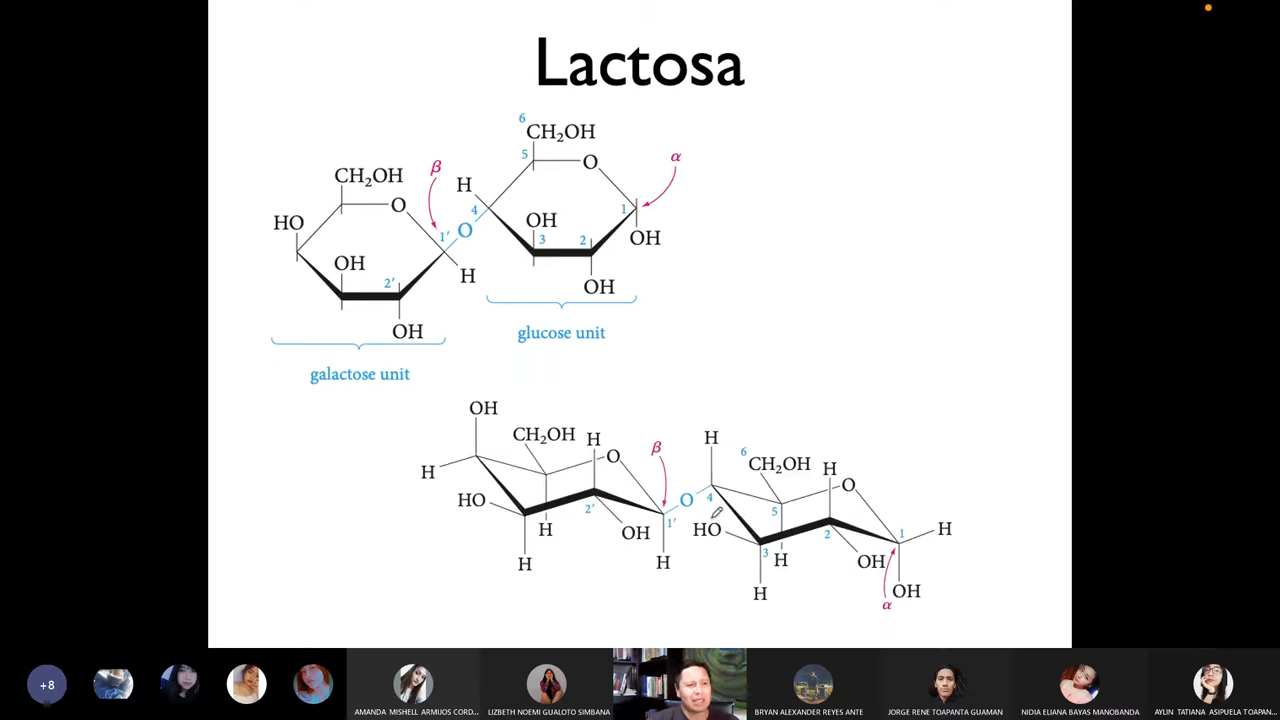 Lactosa
6
CH₂OH
5
O
α
β
CH₂OH
H
4
1
O
HO
OH
O
OH
3
2
1′
OH
H
2′
OH
OH
glucose unit
galactose unit
OH
CH₂OH
H
O
β
H
6
CH₂OH
H
O
H
HO
2′
O
4
5
1
H
H
OH
1′
HO
2
H
H
3
H
OH
H
OH
α
+8
AMANDA MISHELL ARMIJOS CORD...
LIZBETH NOEMI GUALOTO SIMBANA
BRYAN ALEXANDER REYES ANTE
JORGE RENE TOAPANTA GUAMAN
NIDIA ELIANA BAYAS MANOBANDA
AYLIN TATIANA ASIPUELA TOAPAN...